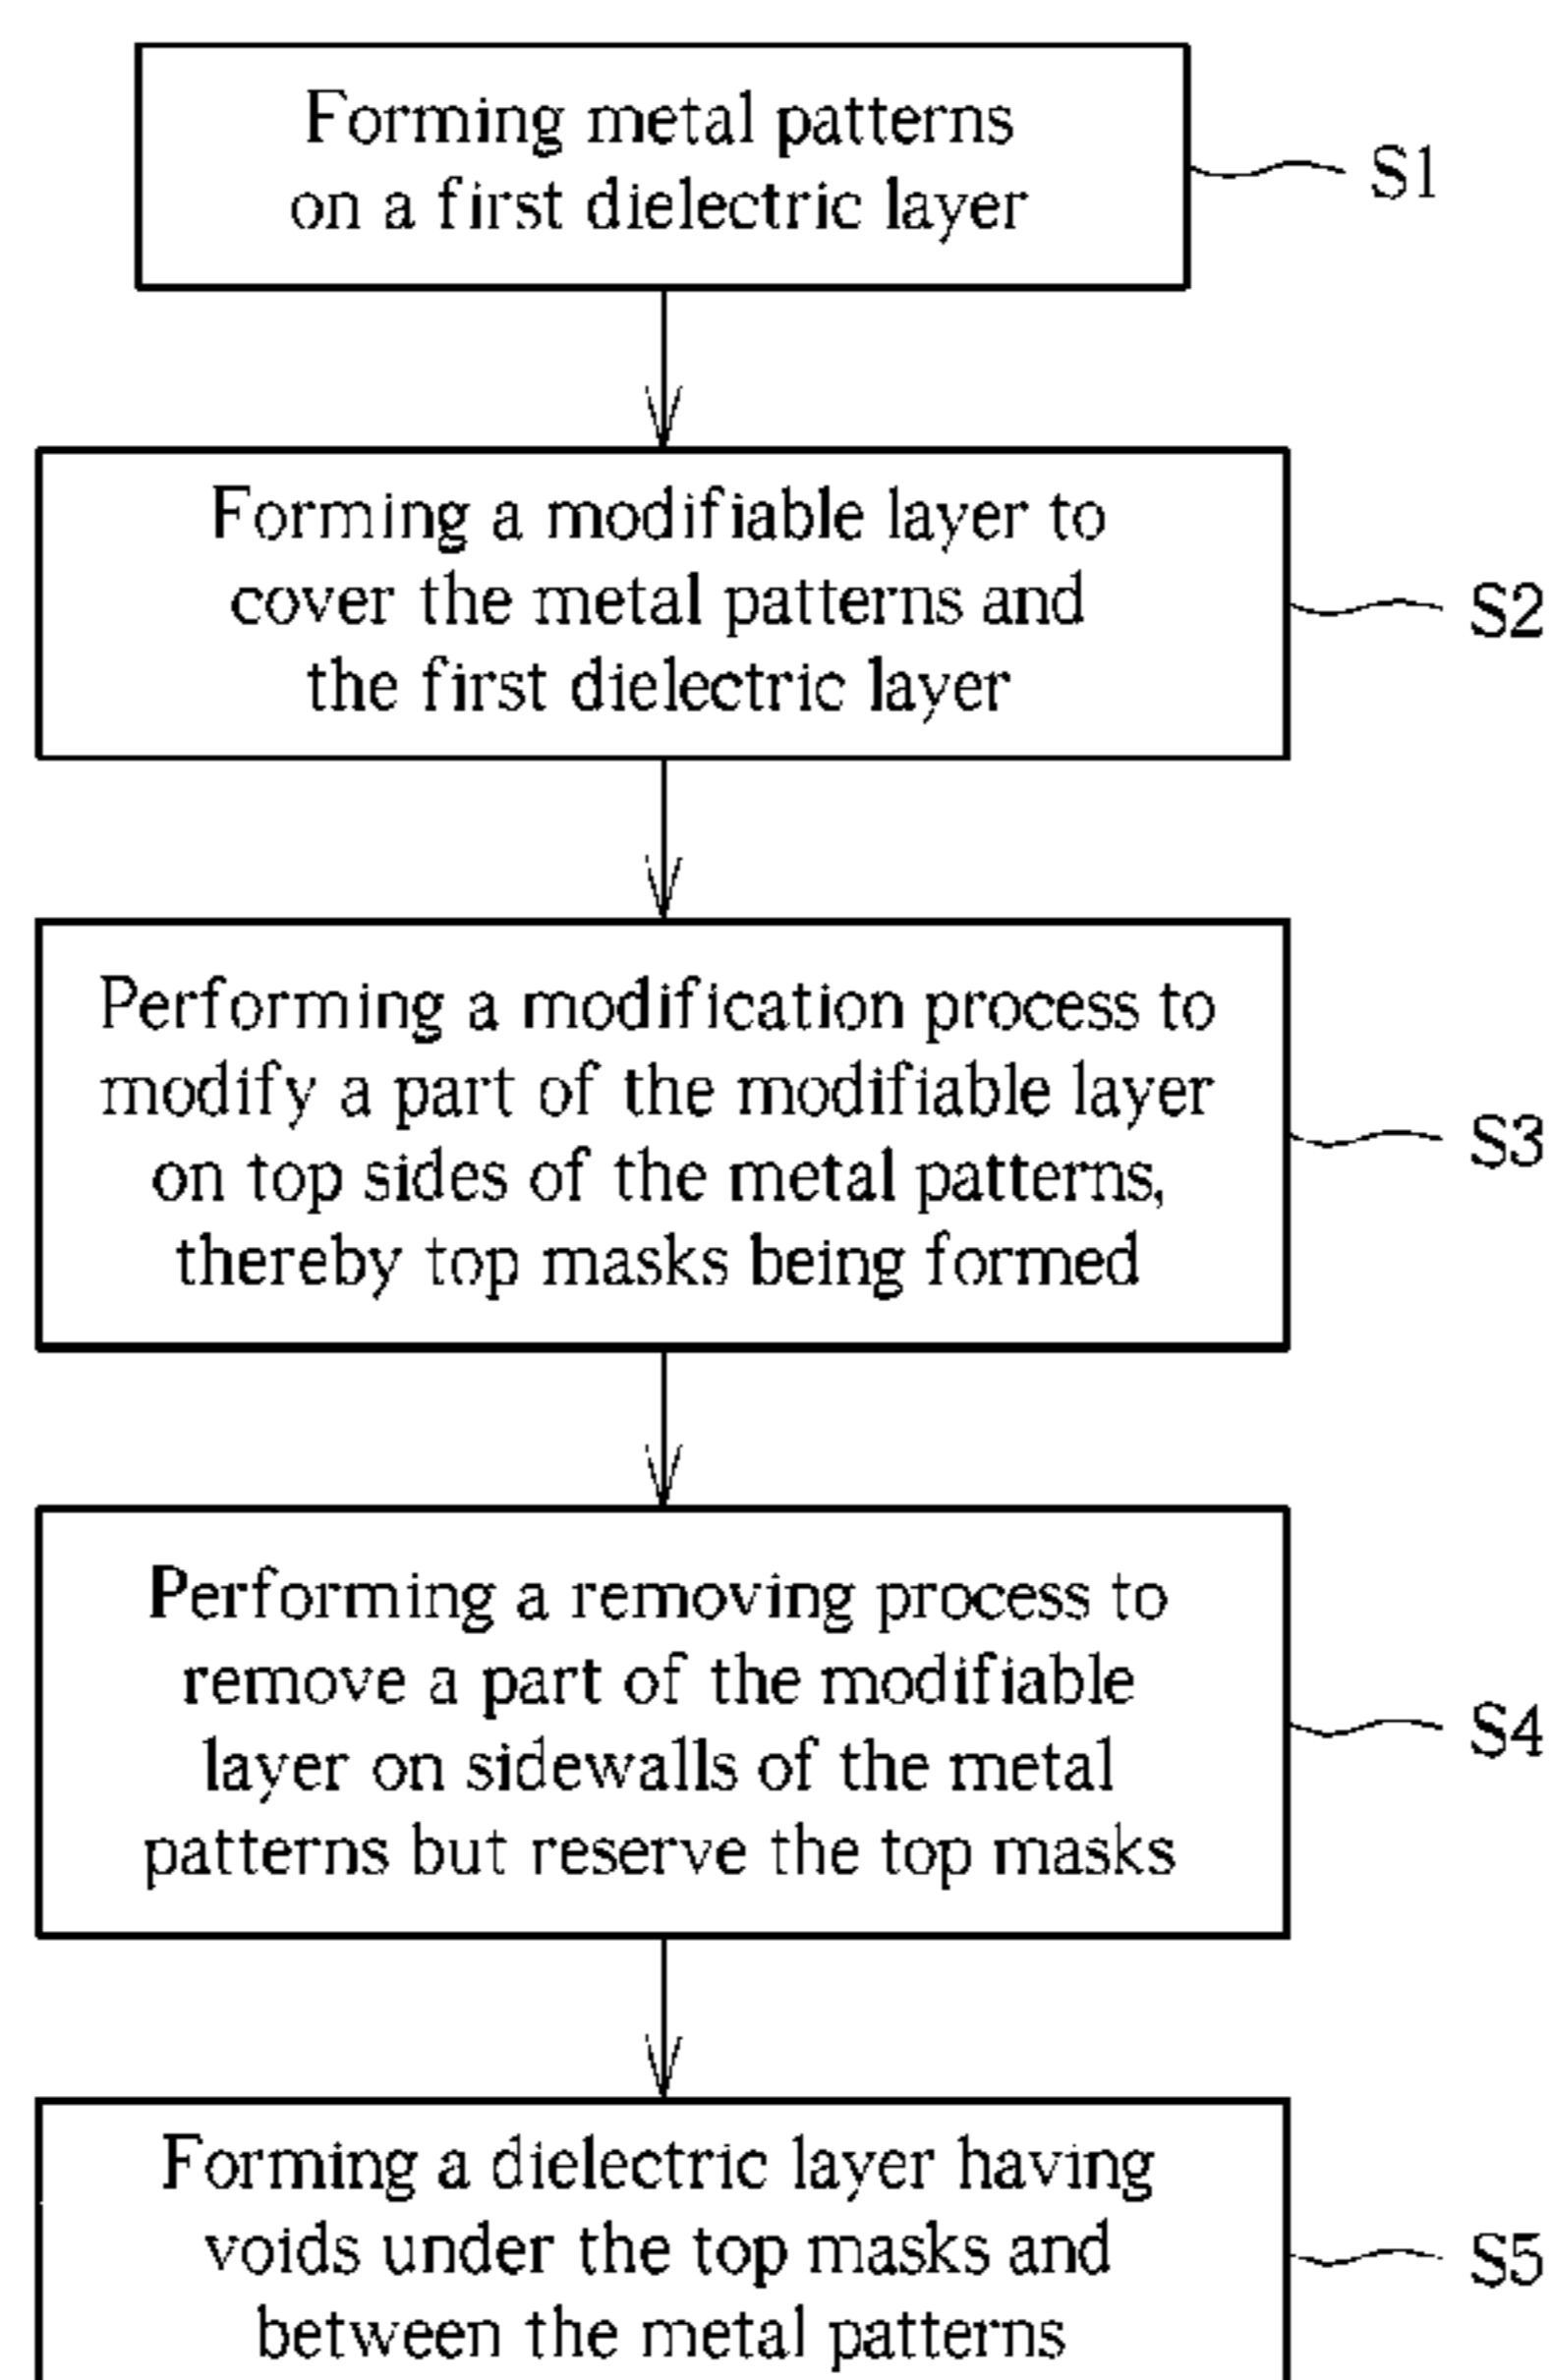 Forming metal patterns
on a first dielectric layer
S1
Forming a modifiable layer to
cover the metal patterns and
the first dielectric layer
S2
Performing a modification process to
modify a part of the modifiable layer
on top sides of the metal patterns,
thereby top masks being formed
S3
Performing a removing process to
remove a part of the modifiable
layer on sidewalls of the metal
patterns but reserve the top masks
S4
Forming a dielectric layer having
voids under the top masks and
between the metal patterns
S5